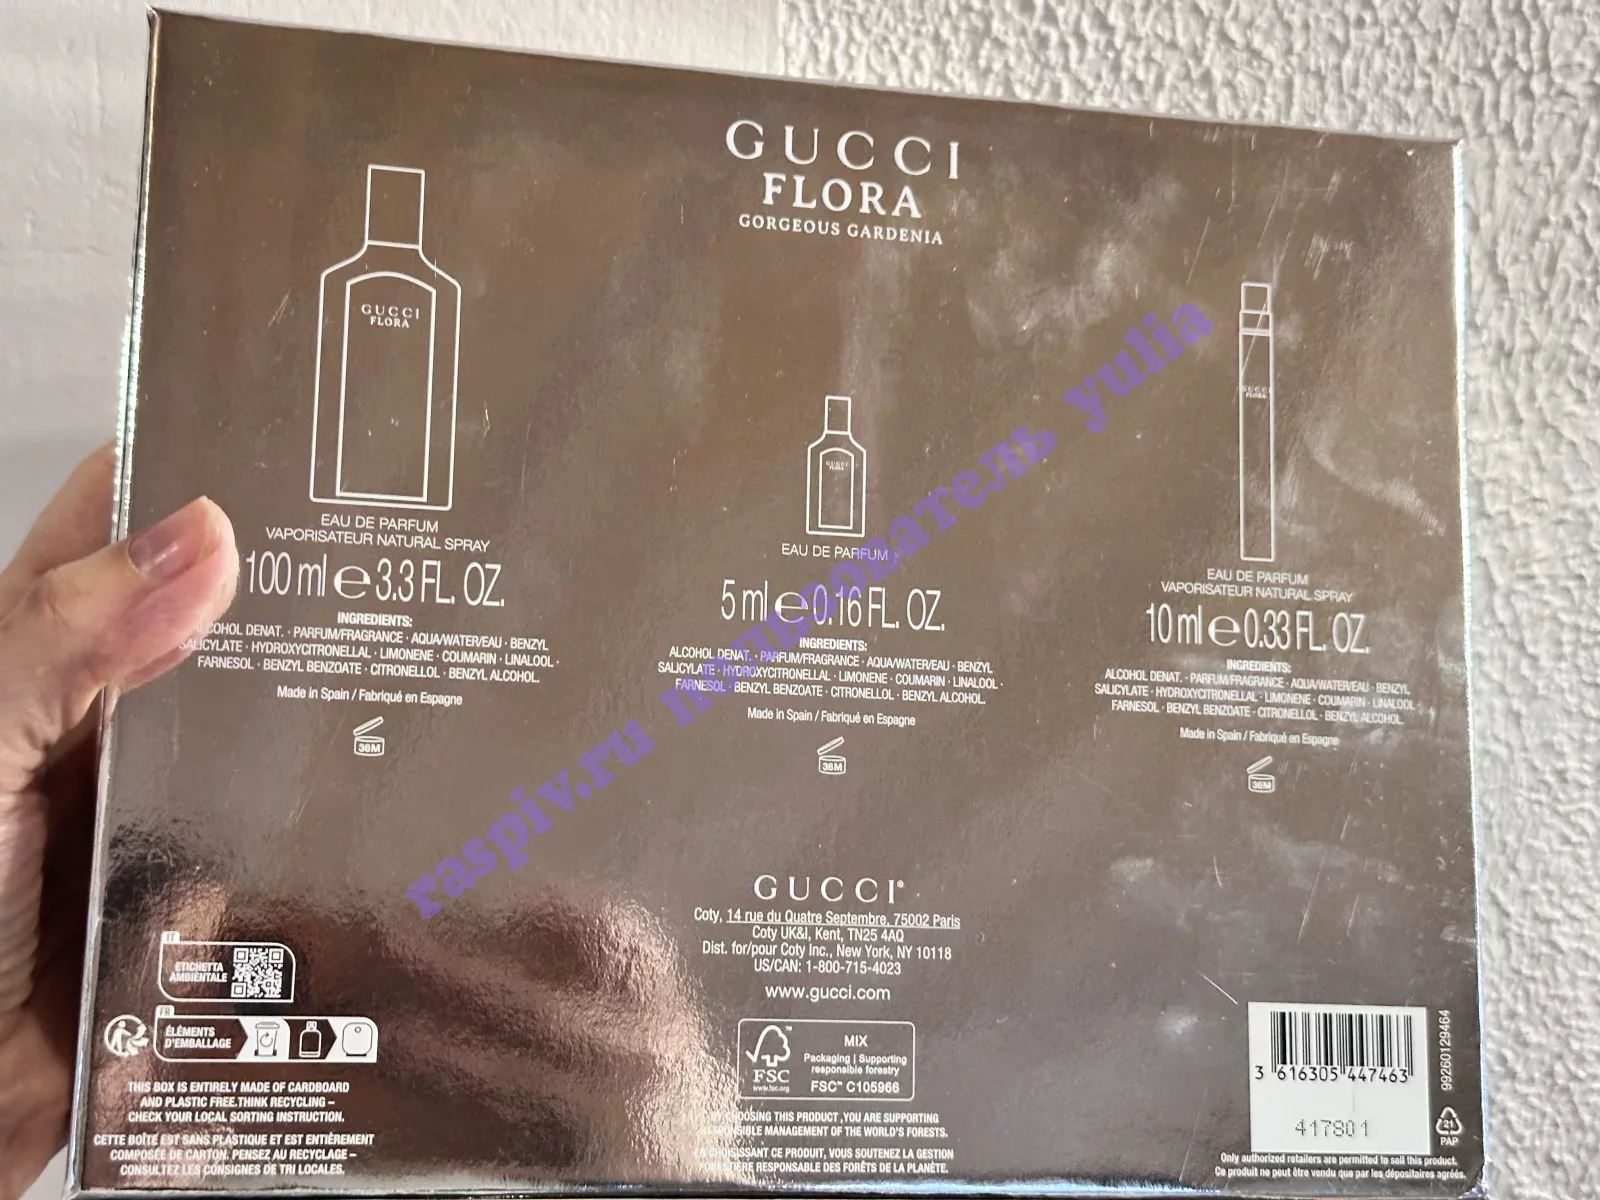 GUCCI
FLORA
GORGEOUS GARDENIA
GUCCI
FLORA
EAU DE PARFUM
VAPORISATEUR NATURAL SPRAY
100 ml e 3.3 FL. OZ.
INGREDIENTS:
ALCOHOL DENAT. · PARFUM/FRAGRANCE · AQUA/WATER/EAU · BENZYL
SALICYLATE · HYDROXYCITRONELLAL · LIMONENE · COUMARIN · LINALOOL ·
FARNESOL · BENZYL BENZOATE · CITRONELLOL · BENZYL ALCOHOL.
Made in Spain / Fabriqué en Espagne
36M
GUCCI
FLORA
EAU DE PARFUM
5 ml e 0.16 FL. OZ.
INGREDIENTS:
ALCOHOL DENAT. · PARFUM/FRAGRANCE · AQUA/WATER/EAU · BENZYL
SALICYLATE · HYDROXYCITRONELLAL · LIMONENE · COUMARIN · LINALOOL ·
FARNESOL · BENZYL BENZOATE · CITRONELLOL · BENZYL ALCOHOL.
Made in Spain / Fabriqué en Espagne
36M
GUCCI
FLORA
EAU DE PARFUM
VAPORISATEUR NATURAL SPRAY
10 ml e 0.33 FL. OZ.
INGREDIENTS:
ALCOHOL DENAT. · PARFUM/FRAGRANCE · AQUA/WATER/EAU · BENZYL
SALICYLATE · HYDROXYCITRONELLAL · LIMONENE · COUMARIN · LINALOOL
FARNESOL · BENZYL BENZOATE · CITRONELLOL · BENZYL ALCOHOL.
Made in Spain / Fabriqué en Espagne
36M
raspiv.ru пользователь yulia
GUCCI®
Coty, 14 rue du Quatre Septembre, 75002 Paris
Coty UK&I, Kent, TN25 4AQ
Dist. for/pour Coty Inc., New York, NY 10118
US/CAN: 1-800-715-4023
www.gucci.com
IT
ETICHETTA
AMBIENTALE
FR
ÉLÉMENTS
D'EMBALLAGE
THIS BOX IS ENTIRELY MADE OF CARDBOARD
AND PLASTIC FREE.THINK RECYCLING –
CHECK YOUR LOCAL SORTING INSTRUCTION.
CETTE BOÎTE EST SANS PLASTIQUE ET EST ENTIÈREMENT
COMPOSÉE DE CARTON. PENSEZ AU RECYCLAGE –
CONSULTEZ LES CONSIGNES DE TRI LOCALES.
FSC™
www.fsc.org
MIX
Packaging | Supporting
responsible forestry
FSC™ C105966
BY CHOOSING THIS PRODUCT ,YOU ARE SUPPORTING
RESPONSIBLE MANAGEMENT OF THE WORLD'S FORESTS.
EN CHOISISSANT CE PRODUIT, VOUS SOUTENEZ LA GESTION
FORESTIÈRE RESPONSABLE DES FORÊTS DE LA PLANÈTE.
3 616305 447463
417801
99260129464
21
PAP
Only authorized retailers are permitted to sell this product.
Ce produit ne peut être vendu que par les dépositaires agréés.